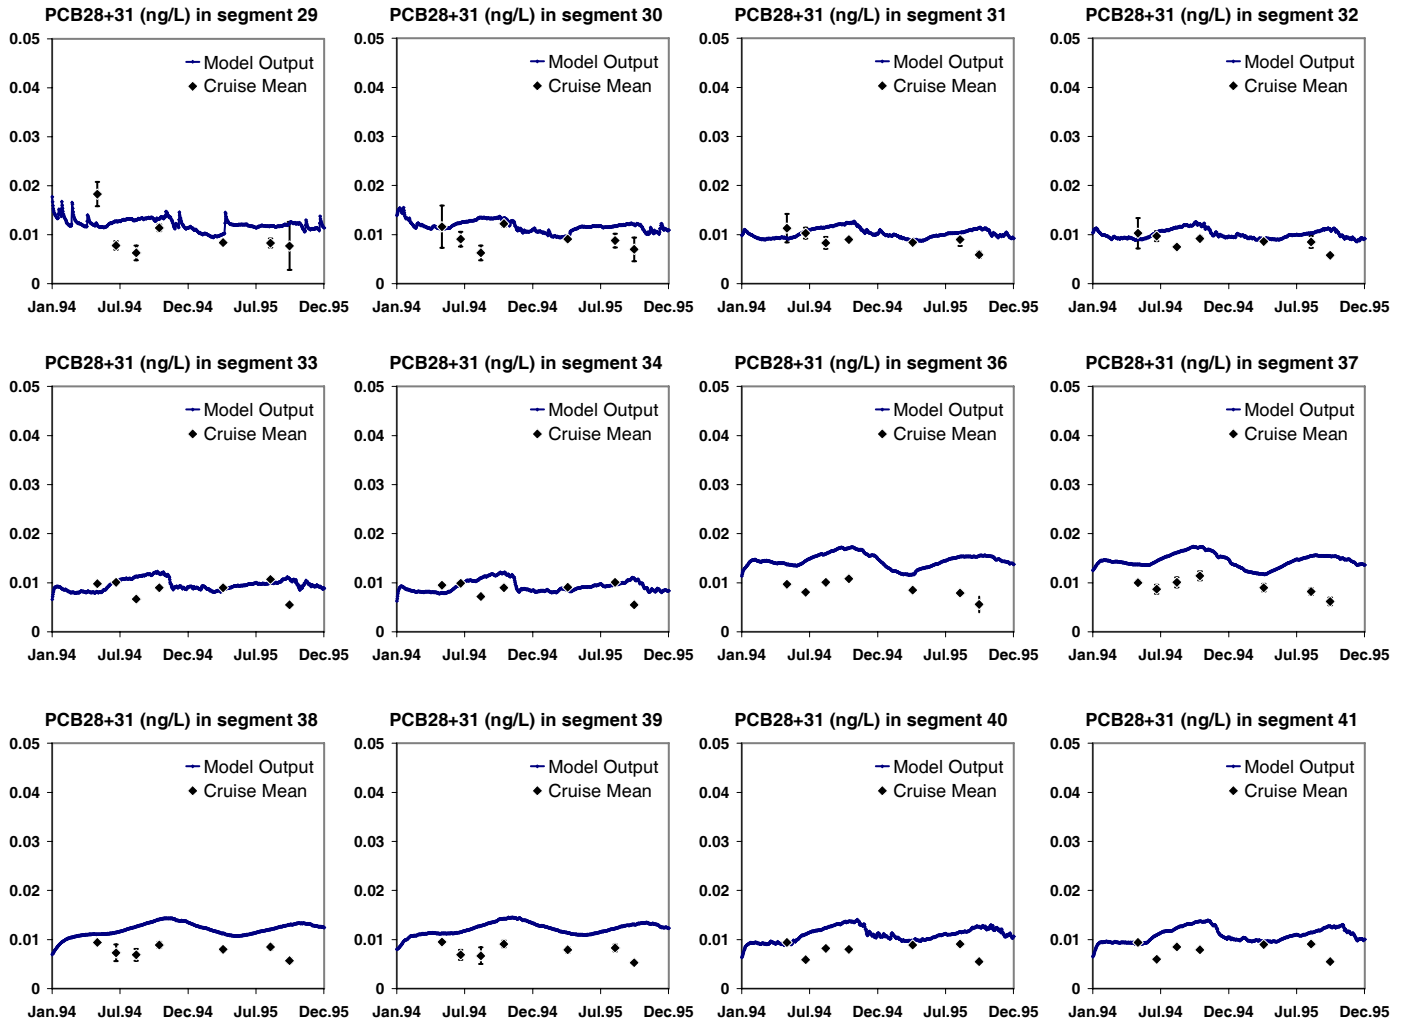 PCB28+31 (ng/L) in segment 29
0.05
0.04
0.03
0.02
0.01
0
Model Output
Cruise Mean
Jan.94 Jul.94 Dec.94 Jul.95 Dec.95
PCB28+31 (ng/L) in segment 30
0.05
0.04
0.03
0.02
0.01
0
Model Output
Cruise Mean
Jan.94 Jul.94 Dec.94 Jul.95 Dec.95
PCB28+31 (ng/L) in segment 31
0.05
0.04
0.03
0.02
0.01
0
Model Output
Cruise Mean
Jan.94 Jul.94 Dec.94 Jul.95 Dec.95
PCB28+31 (ng/L) in segment 32
0.05
0.04
0.03
0.02
0.01
0
Model Output
Cruise Mean
Jan.94 Jul.94 Dec.94 Jul.95 Dec.95
PCB28+31 (ng/L) in segment 33
0.05
0.04
0.03
0.02
0.01
0
Model Output
Cruise Mean
Jan.94 Jul.94 Dec.94 Jul.95 Dec.95
PCB28+31 (ng/L) in segment 34
0.05
0.04
0.03
0.02
0.01
0
Model Output
Cruise Mean
Jan.94 Jul.94 Dec.94 Jul.95 Dec.95
PCB28+31 (ng/L) in segment 36
0.05
0.04
0.03
0.02
0.01
0
Model Output
Cruise Mean
Jan.94 Jul.94 Dec.94 Jul.95 Dec.95
PCB28+31 (ng/L) in segment 37
0.05
0.04
0.03
0.02
0.01
0
Model Output
Cruise Mean
Jan.94 Jul.94 Dec.94 Jul.95 Dec.95
PCB28+31 (ng/L) in segment 38
0.05
0.04
0.03
0.02
0.01
0
Model Output
Cruise Mean
Jan.94 Jul.94 Dec.94 Jul.95 Dec.95
PCB28+31 (ng/L) in segment 39
0.05
0.04
0.03
0.02
0.01
0
Model Output
Cruise Mean
Jan.94 Jul.94 Dec.94 Jul.95 Dec.95
PCB28+31 (ng/L) in segment 40
0.05
0.04
0.03
0.02
0.01
0
Model Output
Cruise Mean
Jan.94 Jul.94 Dec.94 Jul.95 Dec.95
PCB28+31 (ng/L) in segment 41
0.05
0.04
0.03
0.02
0.01
0
Model Output
Cruise Mean
Jan.94 Jul.94 Dec.94 Jul.95 Dec.95